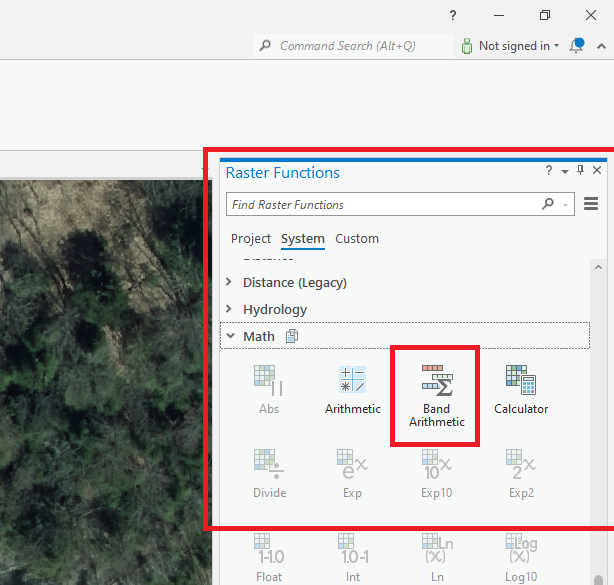 ?
Command Search (Alt+Q)
Not signed in
Raster Functions
?
Find Raster Functions
Project System Custom
Distance (Legacy)
Hydrology
Math
Abs Arithmetic Band Arithmetic Calculator
Divide Exp Exp10 Exp2
Float Int Ln Log10